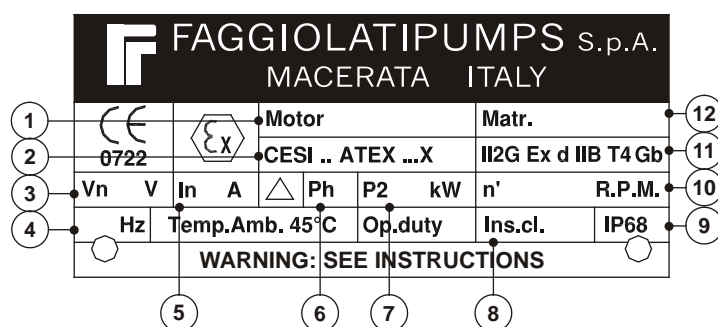 FAGGIOLATIPUMPS S.p.A.
MACERATA ITALY
1 Motor Matr. 12
CE 0722 Ex
2 CESI .. ATEX ...X II2G Ex d IIB T4 Gb 11
3 Vn V In A Ph P2 kW n' R.P.M. 10
4 Hz Temp.Amb. 45°C Op.duty Ins.cl. IP68 9
WARNING: SEE INSTRUCTIONS
5 6 7 8